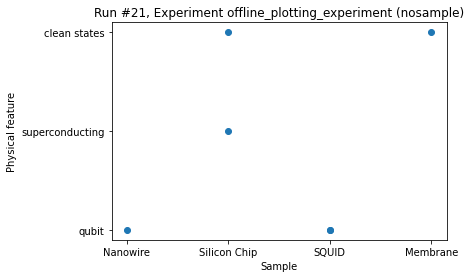 Run #21, Experiment offline_plotting_experiment (nosample)
clean states
superconducting
qubit
Physical feature
Nanowire Silicon Chip SQUID Membrane
Sample